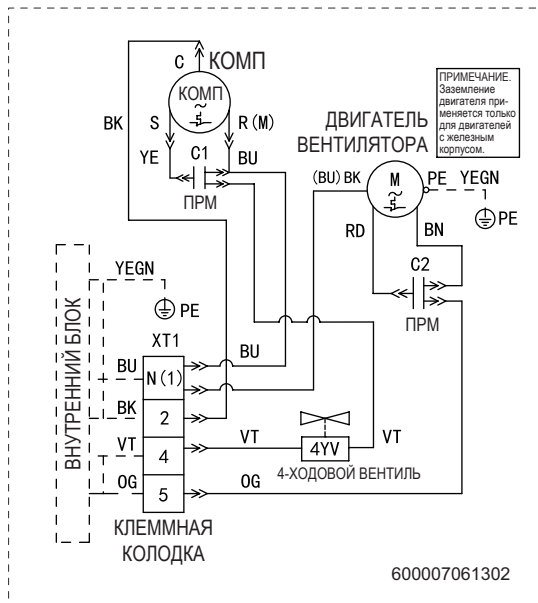 C
КОМП
КОМП
~
BK
S
R (M)
YE
C1
BU
ПРМ
ПРИМЕЧАНИЕ.
Заземление
двигателя при-
меняется только
для двигателей
с железным
корпусом.
ДВИГАТЕЛЬ
ВЕНТИЛЯТОРА
(BU) BK
M
~
PE
YEGN
PE
RD
BN
C2
ПРМ
ВНУТРЕННИЙ БЛОК
YEGN
PE
XT1
BU
N (1)
BU
BK
2
VT
4
VT
4YV
VT
4-ХОДОВОЙ ВЕНТИЛЬ
OG
5
OG
КЛЕММНАЯ
КОЛОДКА
600007061302